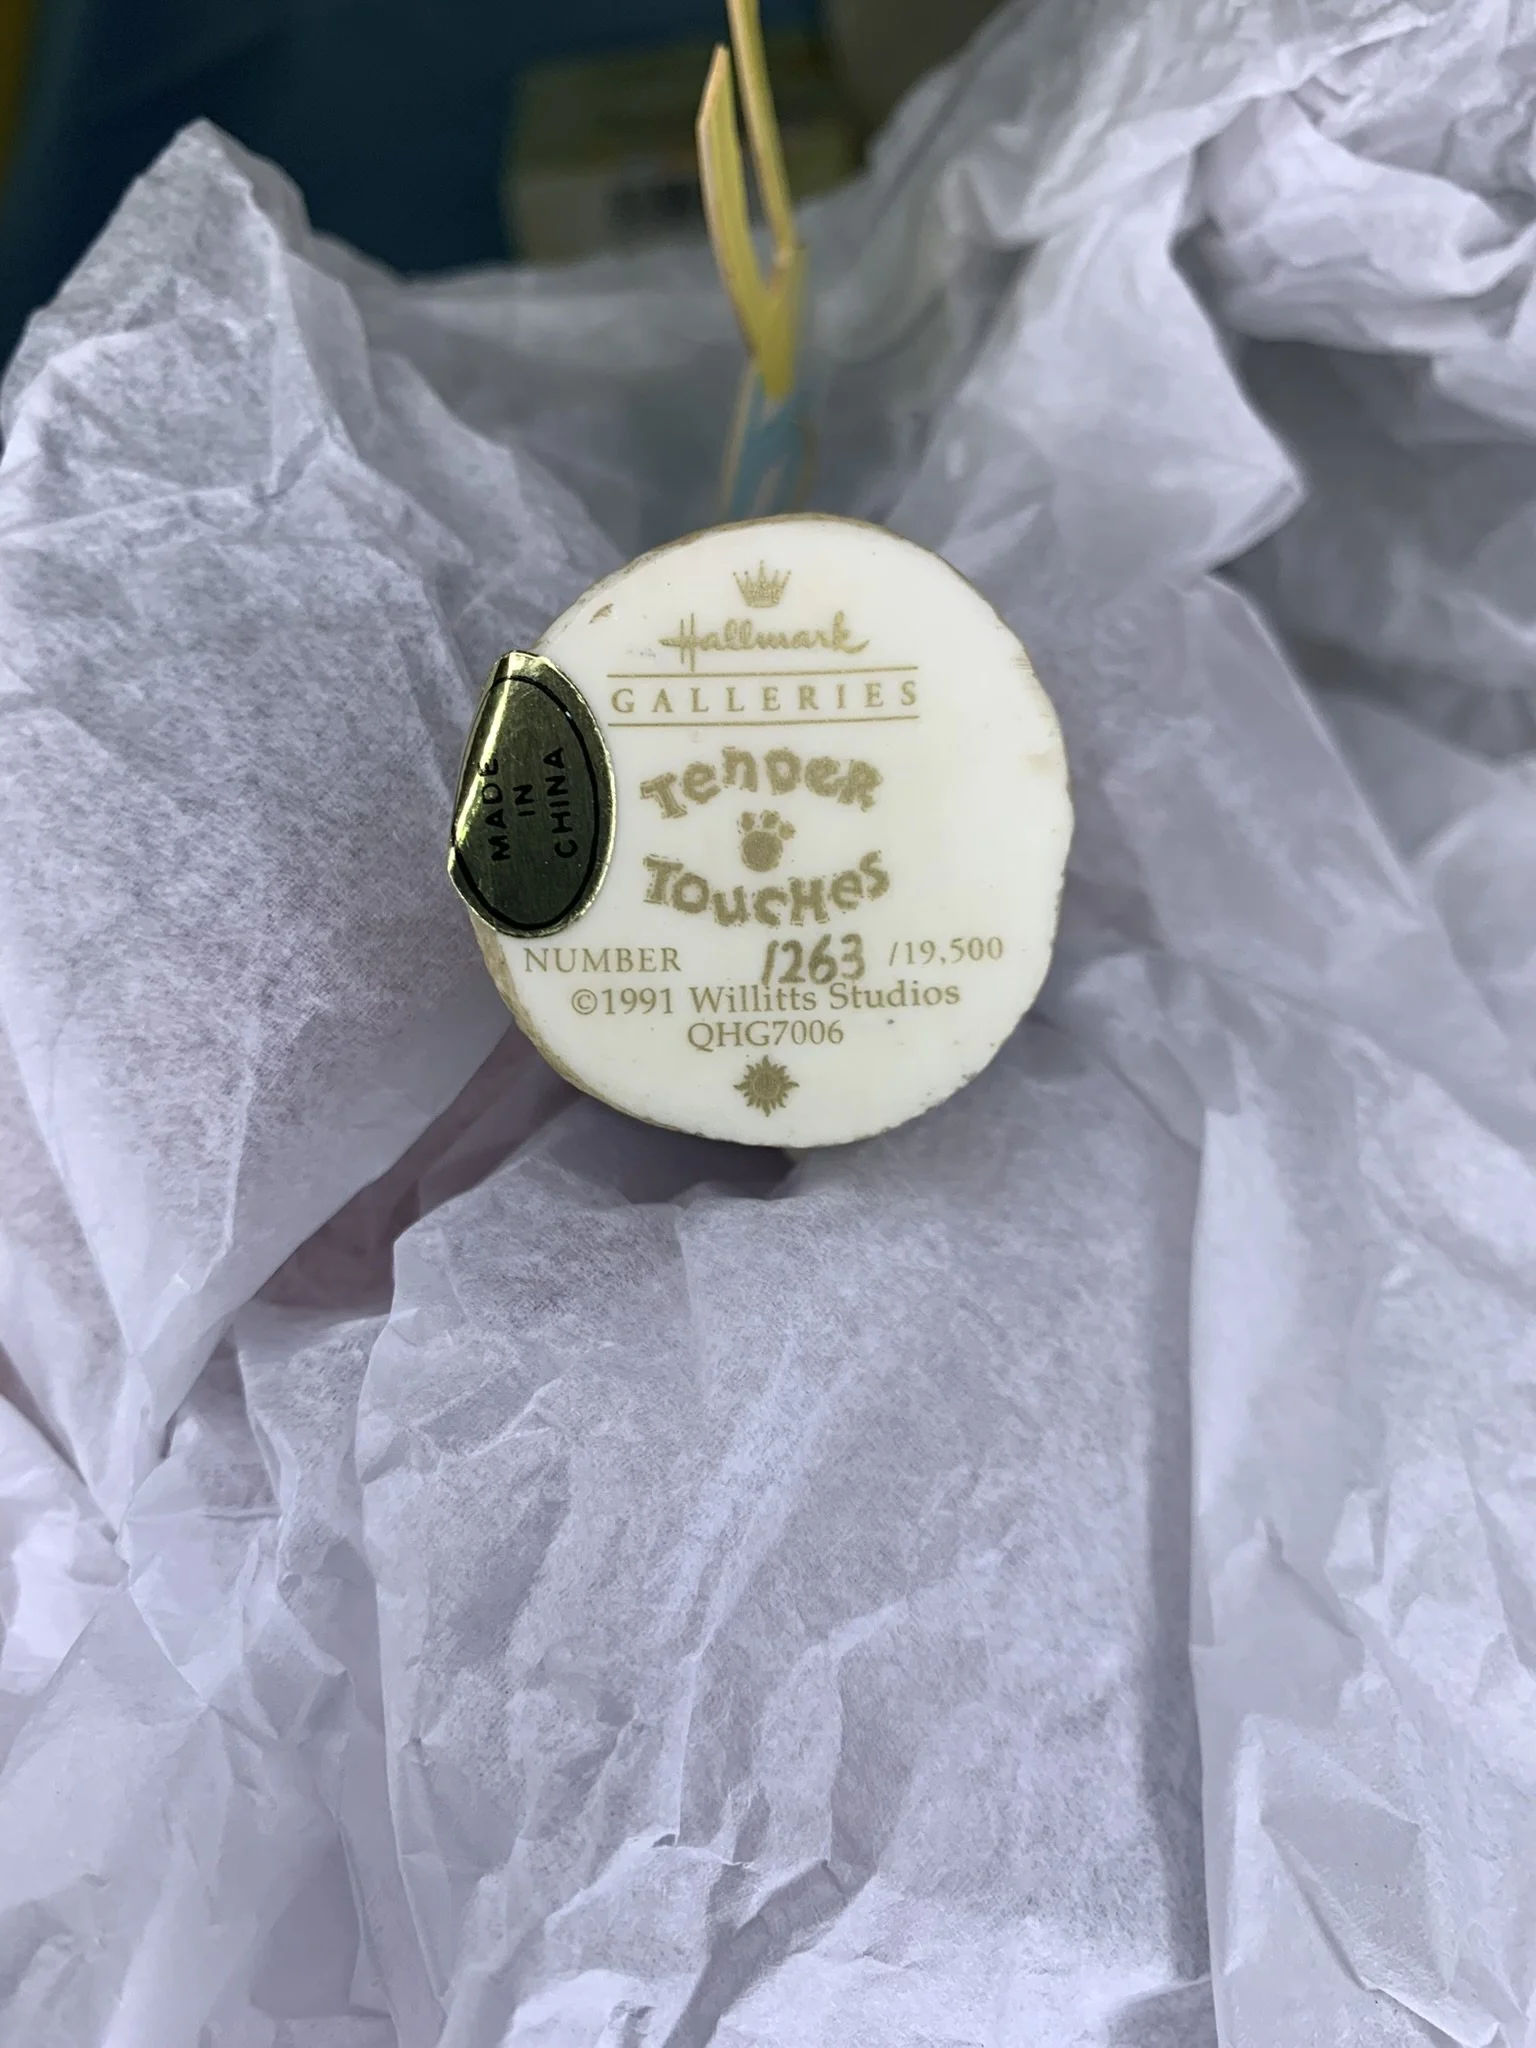 Hallmark
GALLERIES
TenDeR
TOUCHeS
NUMBER 1263 /19,500
©1991 Willitts Studios
QHG7006
MADE
IN
CHINA